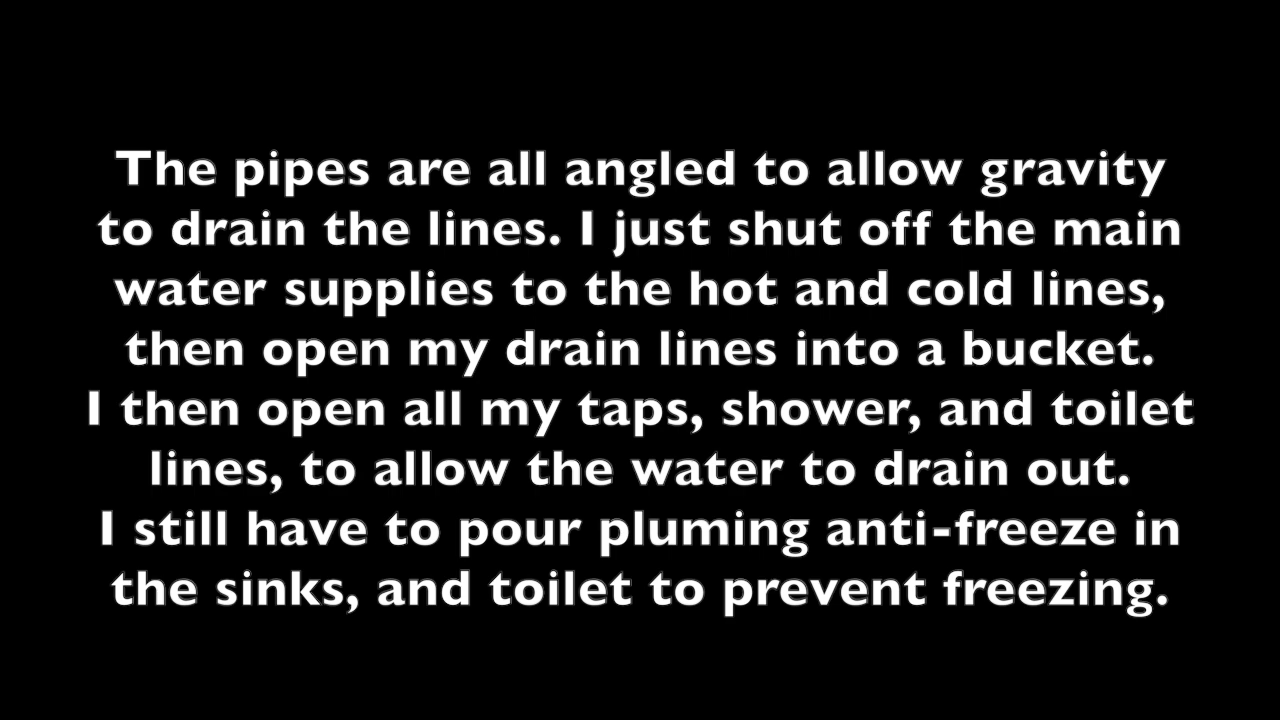 The pipes are all angled to allow gravity
to drain the lines. I just shut off the main
water supplies to the hot and cold lines,
then open my drain lines into a bucket.
I then open all my taps, shower, and toilet
lines, to allow the water to drain out.
I still have to pour pluming anti-freeze in
the sinks, and toilet to prevent freezing.